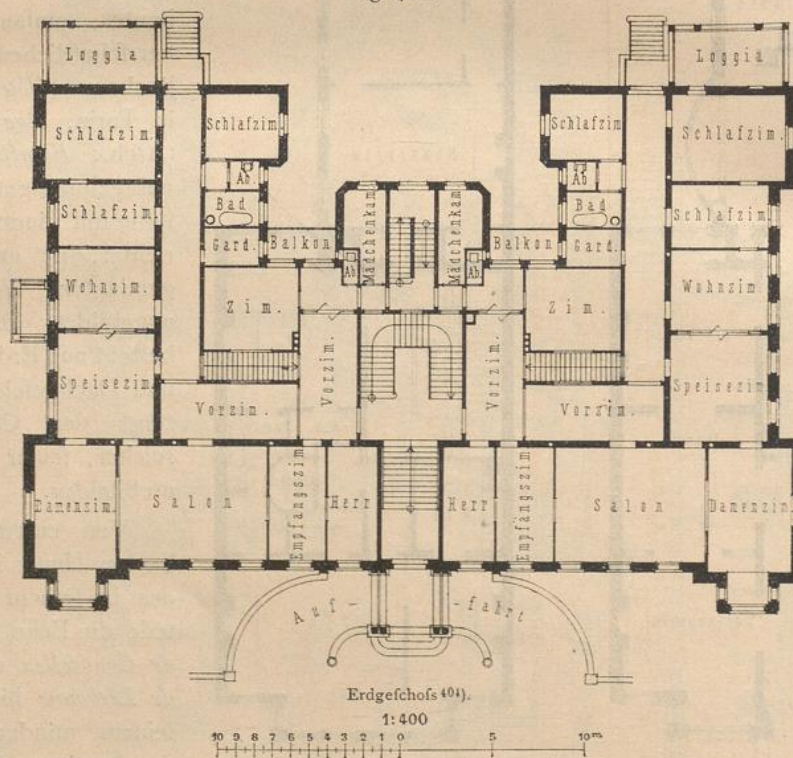 Loggia Loggia
Schlafzim. Schlafzim Schlafzim Schlafzim.
Ab. Ab
Schlafzim. Bad Bad Schlafzim.
Mädchenkam Mädchenkam
Gard. Balkon Balkon Gard.
Ab Ab.
Wohnzim. Zim. Zim. Wohnzim
Speisezim. Vorzim. Vorzim. Speisezim
Vorzim. Vorzim.
Damenzim. Salon Empfangszim Herr Herr Empfangszim Salon Damenzim.
Auf- -fahrt
Erdgeſchoſs 404).
1:400
10 9 8 7 6 5 4 3 2 1 0 5 10 m